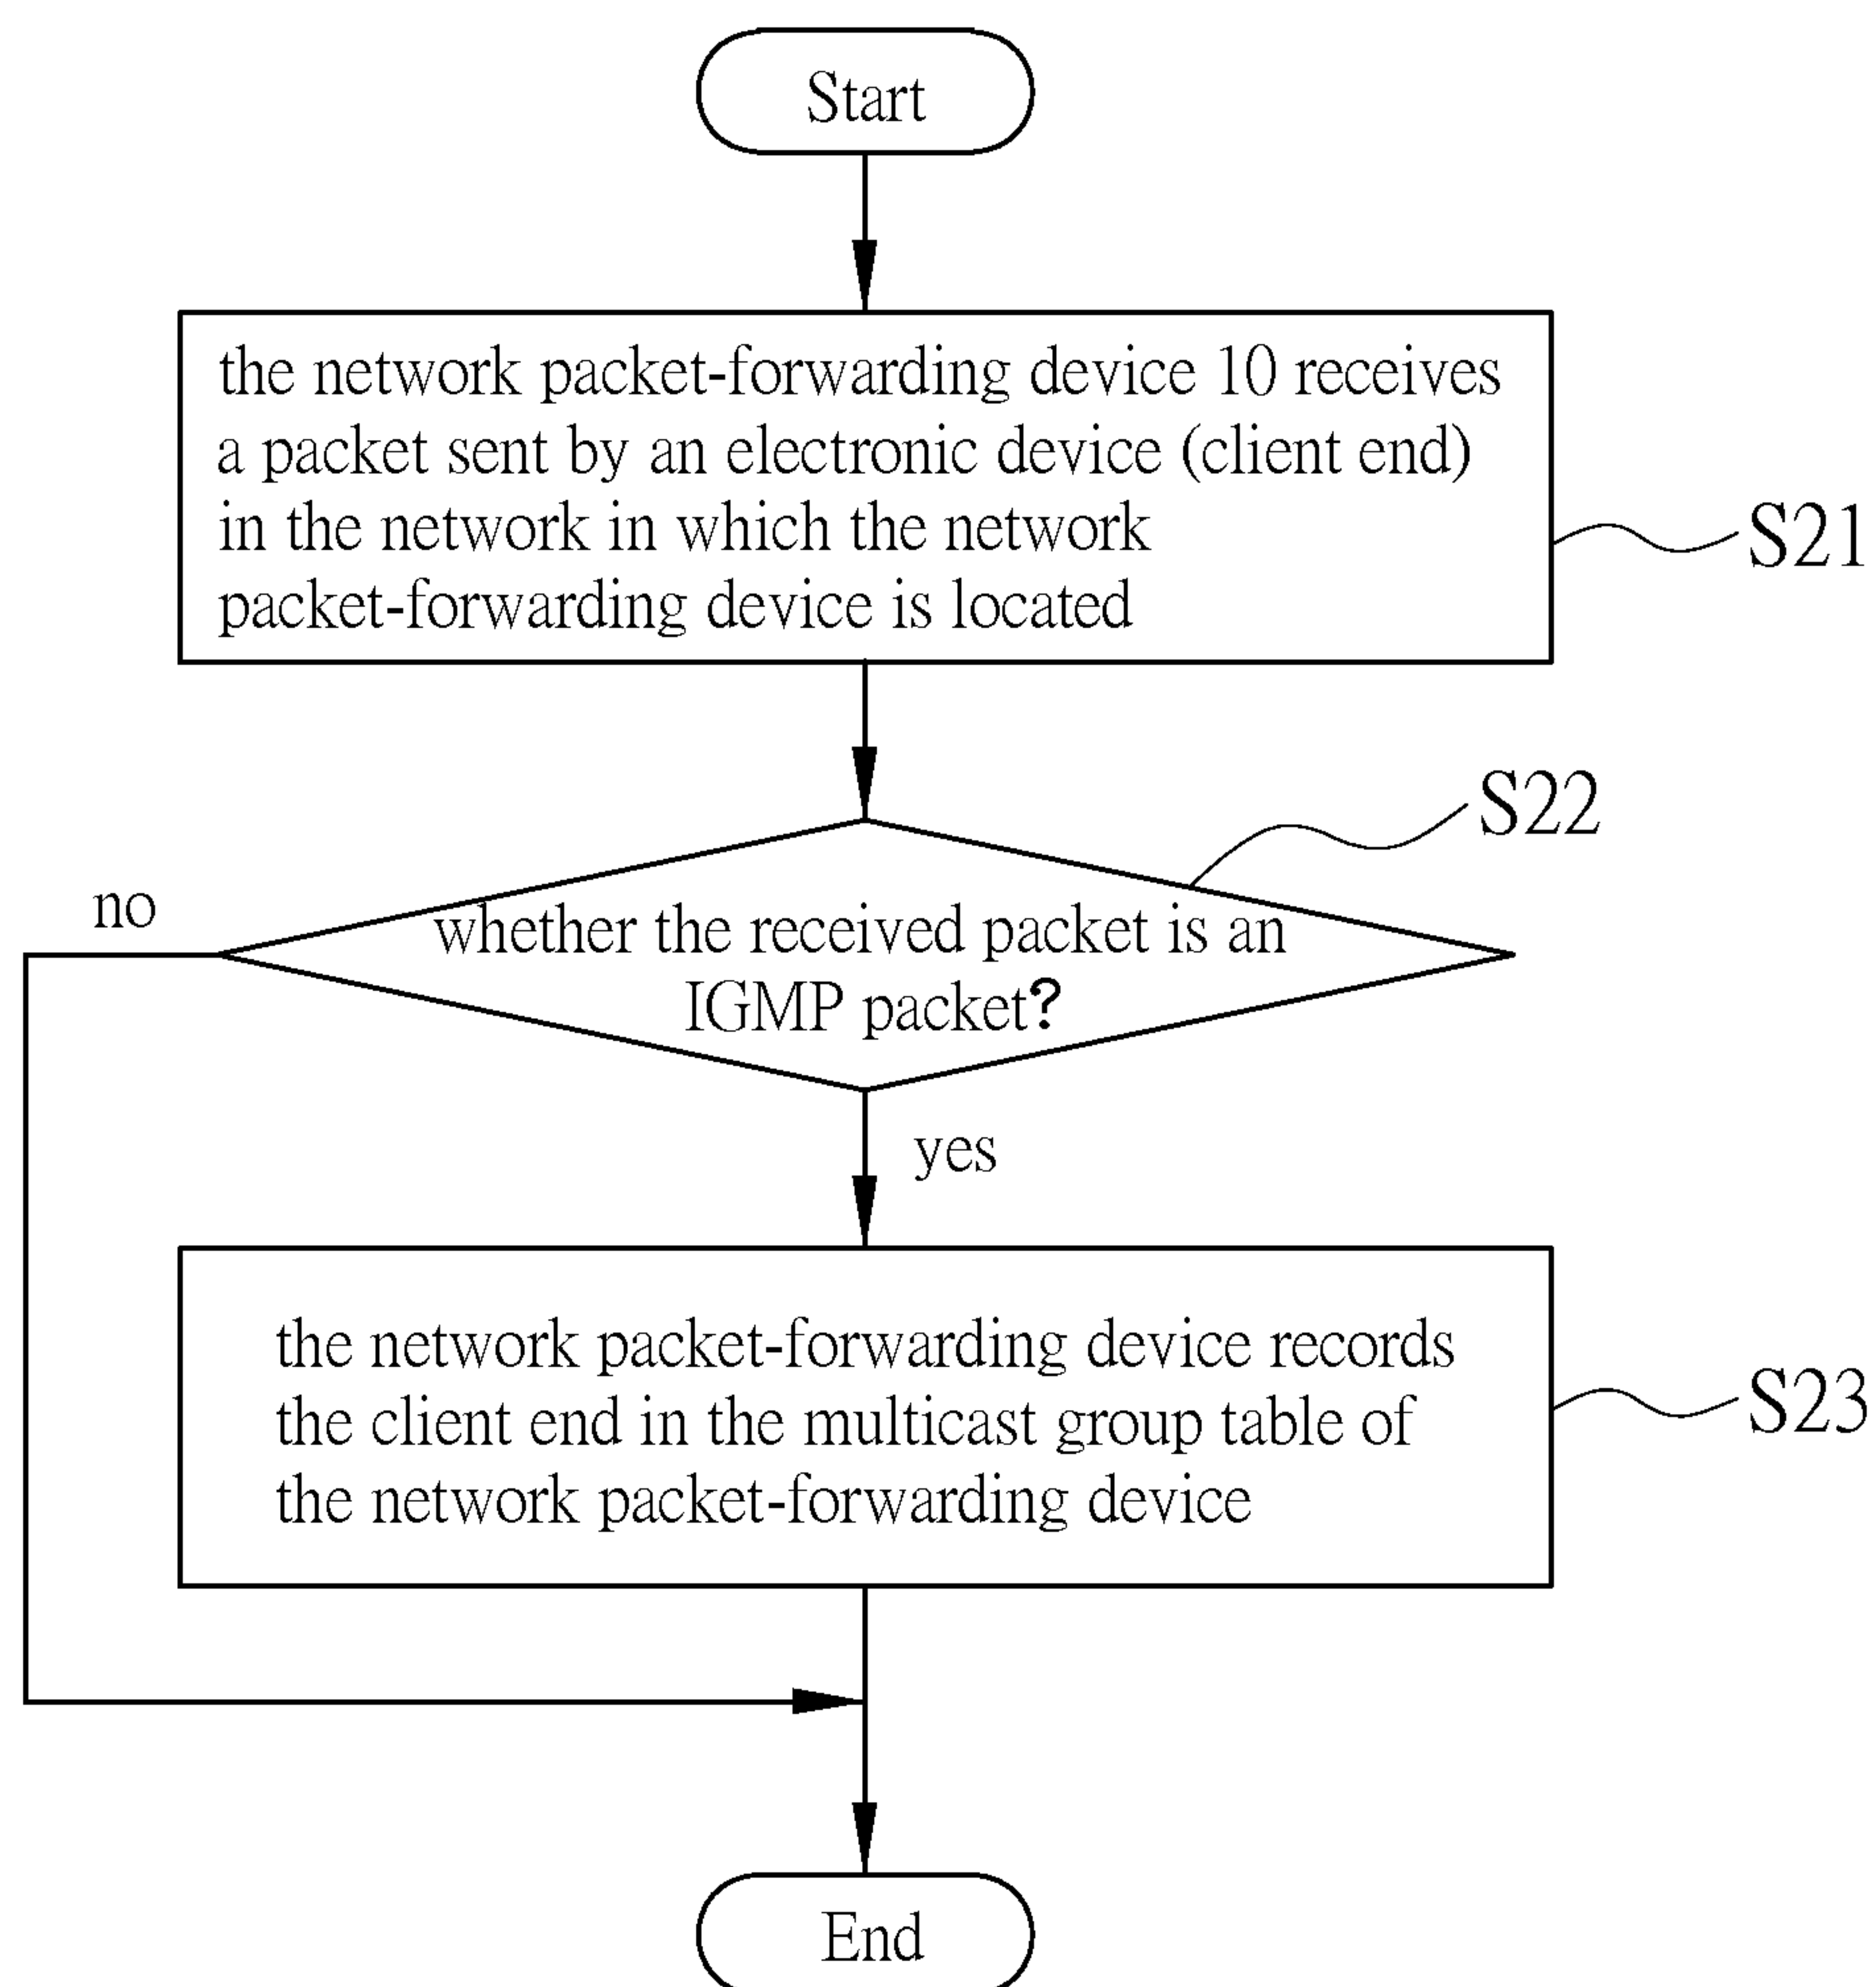 Start
the network packet-forwarding device 10 receives
a packet sent by an electronic device (client end)
in the network in which the network
packet-forwarding device is located
S21
S22
no
whether the received packet is an
IGMP packet?
yes
the network packet-forwarding device records
the client end in the multicast group table of
the network packet-forwarding device
S23
End